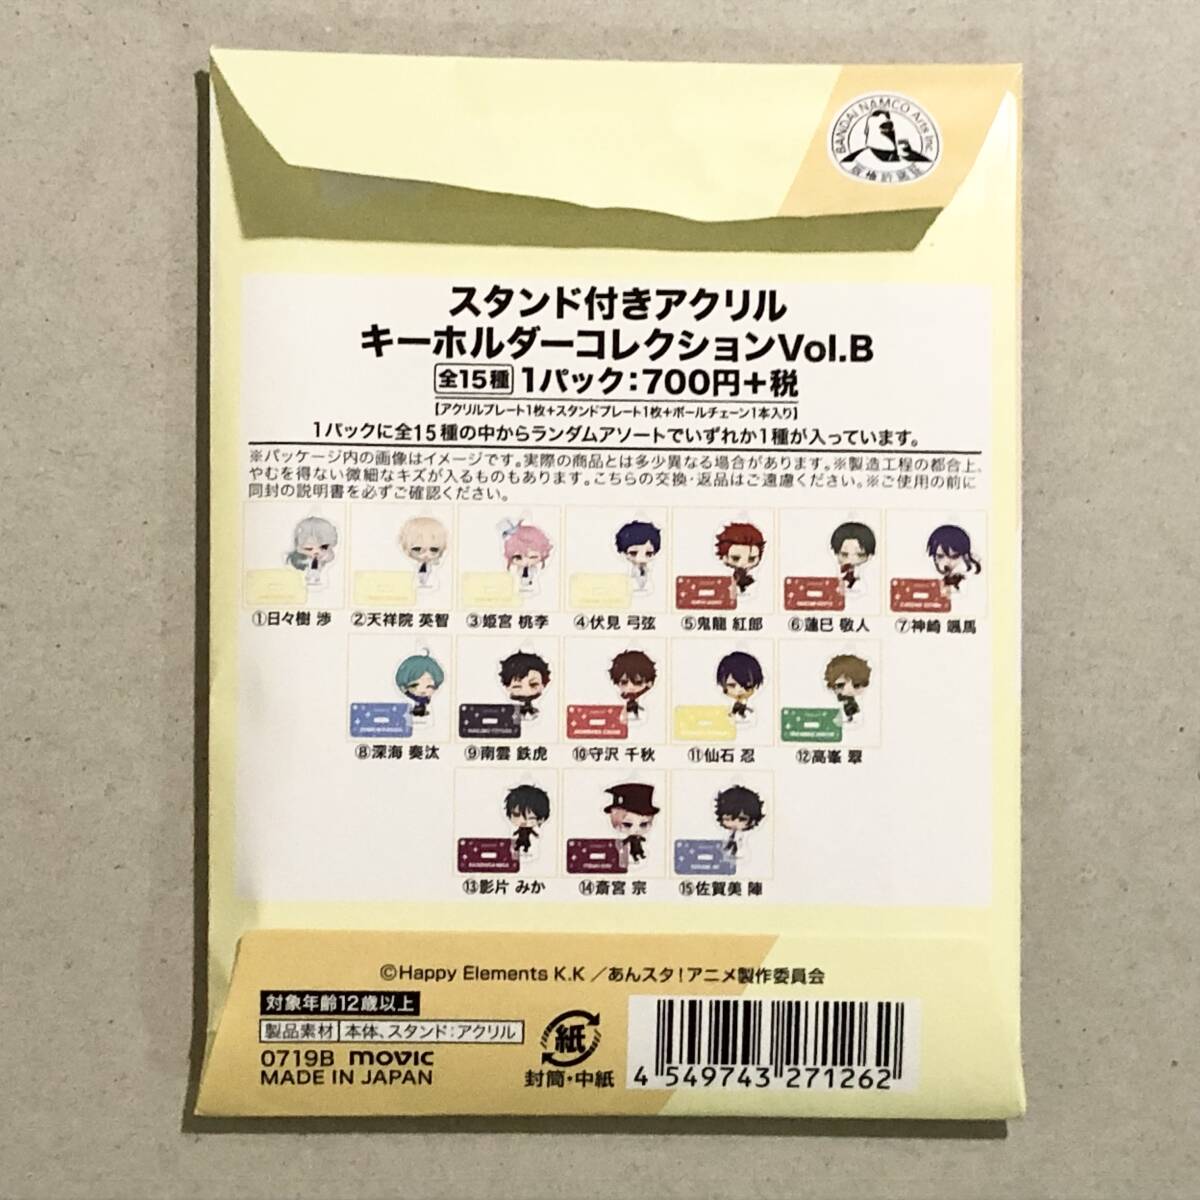 BANDAI NAMCO Arts Inc.
版権許諾証
スタンド付きアクリル
キーホルダーコレクションVol.B
全15種 1パック:700円+税
【アクリルプレート1枚+スタンドプレート1枚+ボールチェーン1本入り】
1パックに全15種の中からランダムアソートでいずれか1種が入っています。
※パッケージ内の画像はイメージです。実際の商品とは多少異なる場合があります。※製造工程の都合上、
やむを得ない微細なキズが入るものもあります。こちらの交換・返品はご遠慮ください。※ご使用の前に
同封の説明書を必ずご確認ください。
①日々樹 渉 ②天祥院 英智 ③姫宮 桃李 ④伏見 弓弦 ⑤鬼龍 紅郎 ⑥蓮巳 敬人 ⑦神崎 颯馬
⑧深海 奏汰 ⑨南雲 鉄虎 ⑩守沢 千秋 ⑪仙石 忍 ⑫高峯 翠
⑬影片 みか ⑭斎宮 宗 ⑮佐賀美 陣
©Happy Elements K.K/あんスタ!アニメ製作委員会
対象年齢12歳以上
製品素材 本体、スタンド:アクリル
0719B movic
MADE IN JAPAN
紙
封筒・中紙
4 549743 271262